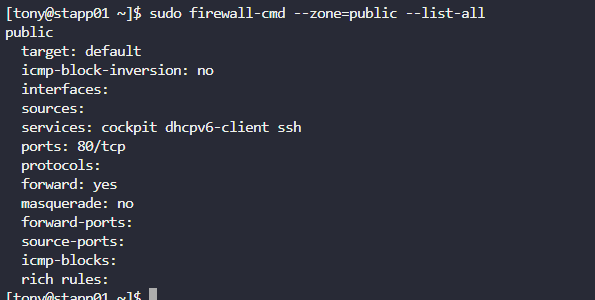 [tony@stapp01 ~]$ sudo firewall-cmd --zone=public --list-all
public
  target: default
  icmp-block-inversion: no
  interfaces:
  sources:
  services: cockpit dhcpv6-client ssh
  ports: 80/tcp
  protocols:
  forward: yes
  masquerade: no
  forward-ports:
  source-ports:
  icmp-blocks:
  rich rules:
[tony@stapp01 ~]$